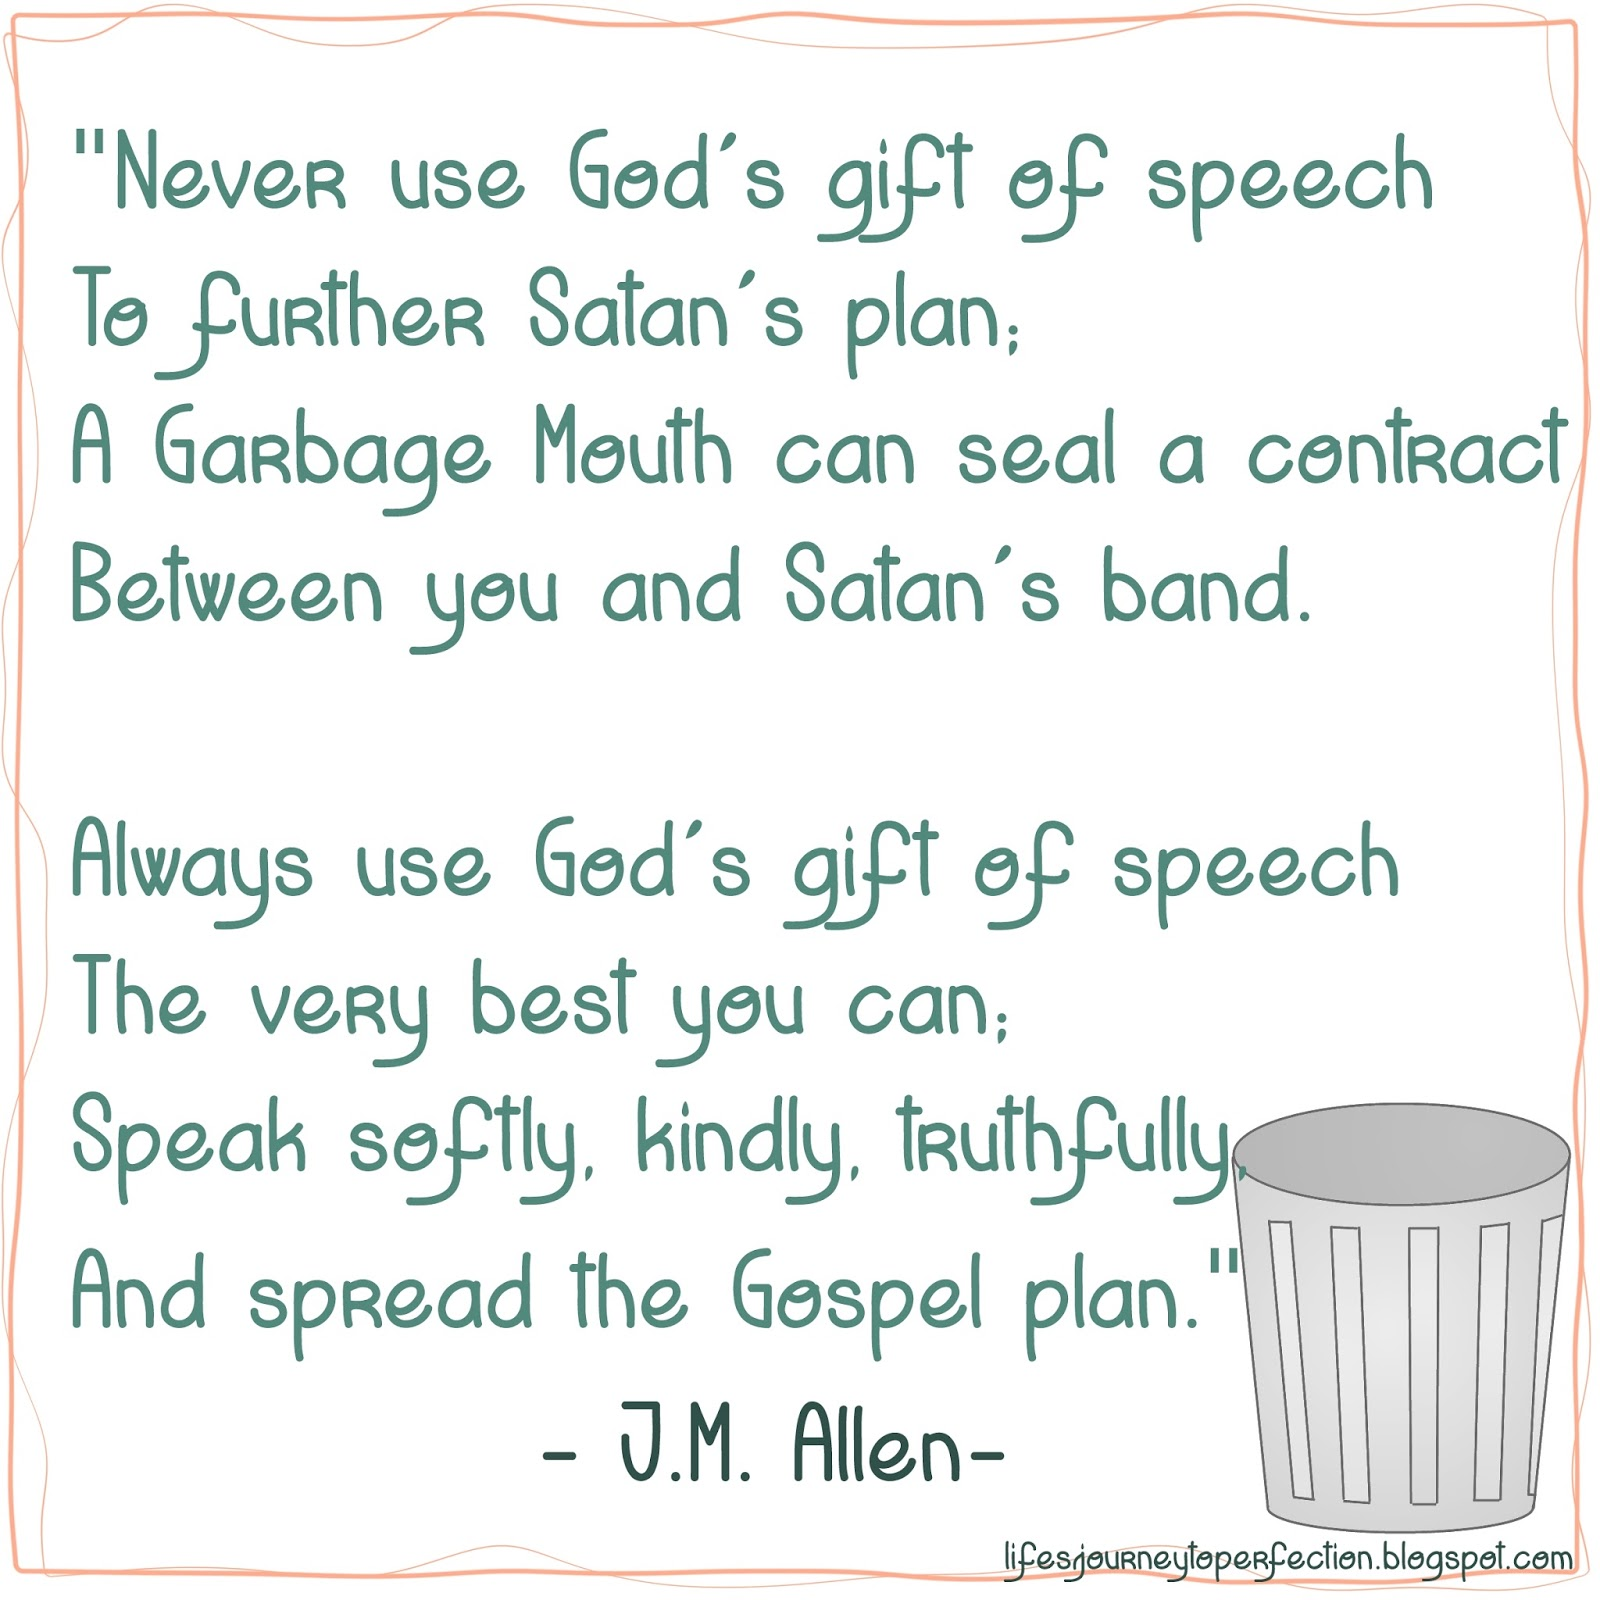 "Never use God's gift of speech
To further Satan's plan;
A Garbage Mouth can seal a contract
Between you and Satan's band.
Always use God's gift of speech
The very best you can;
Speak softly, kindly, truthfully,
And spread the Gospel plan."
- J.M. Allen-
lifesjourneytoperfection.blogspot.com